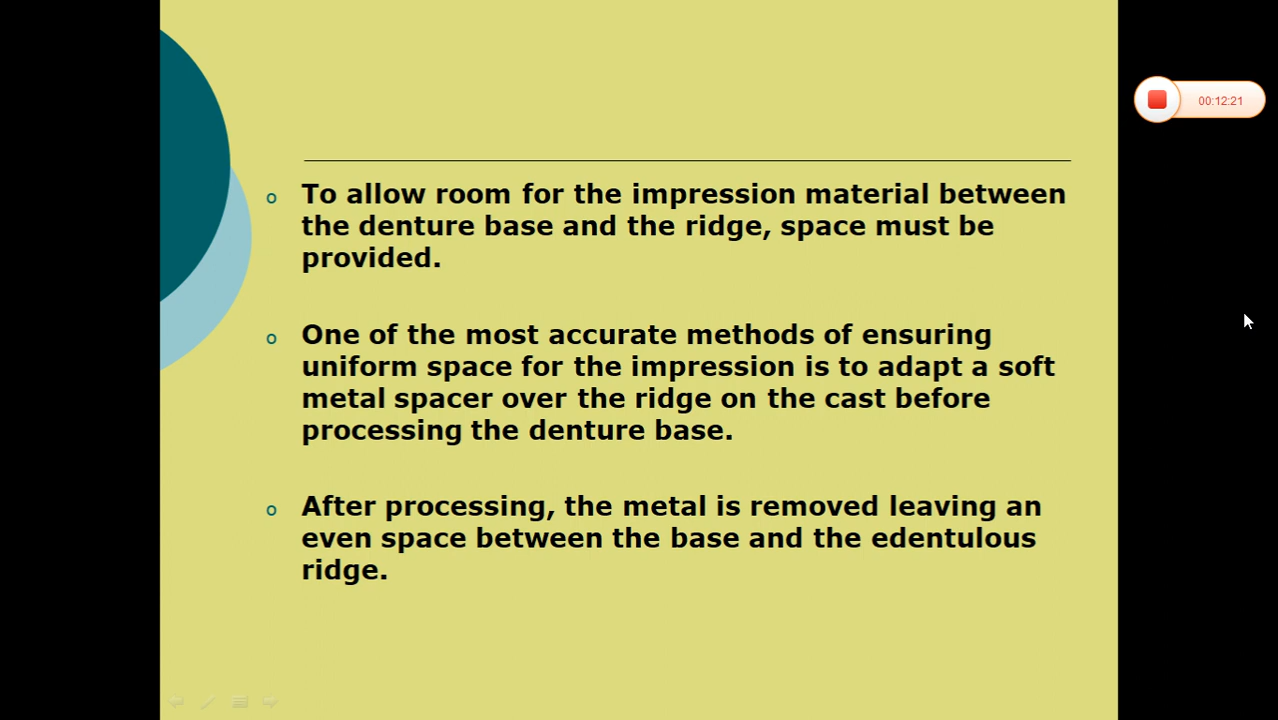 00:12:21
o To allow room for the impression material between
the denture base and the ridge, space must be
provided.
o One of the most accurate methods of ensuring
uniform space for the impression is to adapt a soft
metal spacer over the ridge on the cast before
processing the denture base.
o After processing, the metal is removed leaving an
even space between the base and the edentulous
ridge.